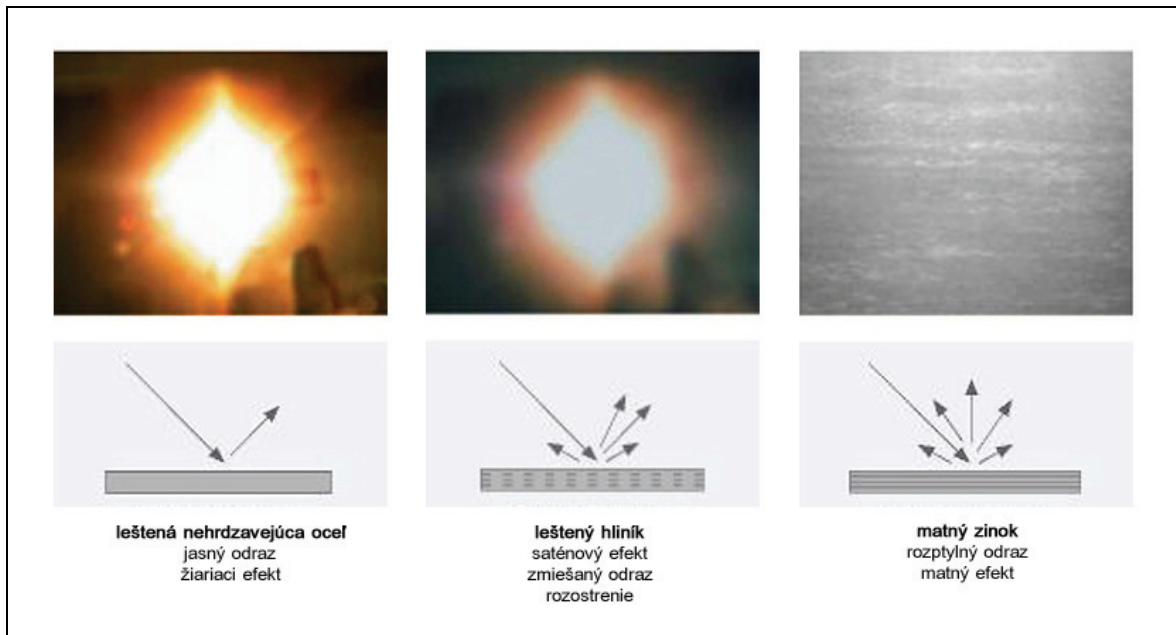 leštená nehrdzavejúca oceľ
jasný odraz
žiariaci efekt
leštený hliník
saténový efekt
zmiešaný odraz
rozostrenie
matný zinok
rozptylný odraz
matný efekt